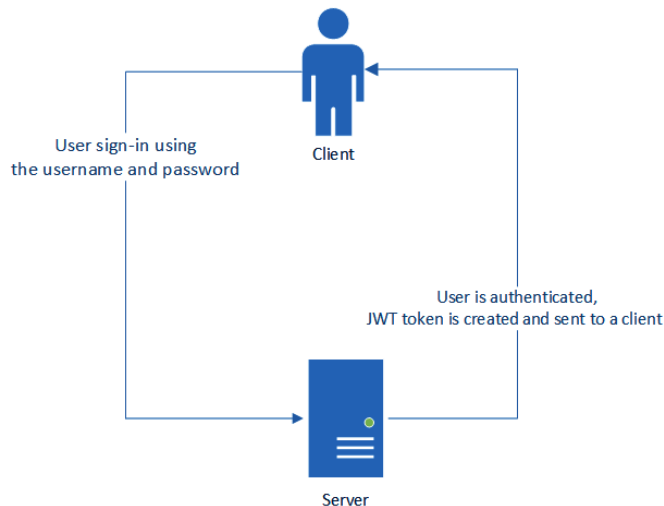 User sign-in using
the username and password
Client
User is authenticated,
JWT token is created and sent to a client
Server